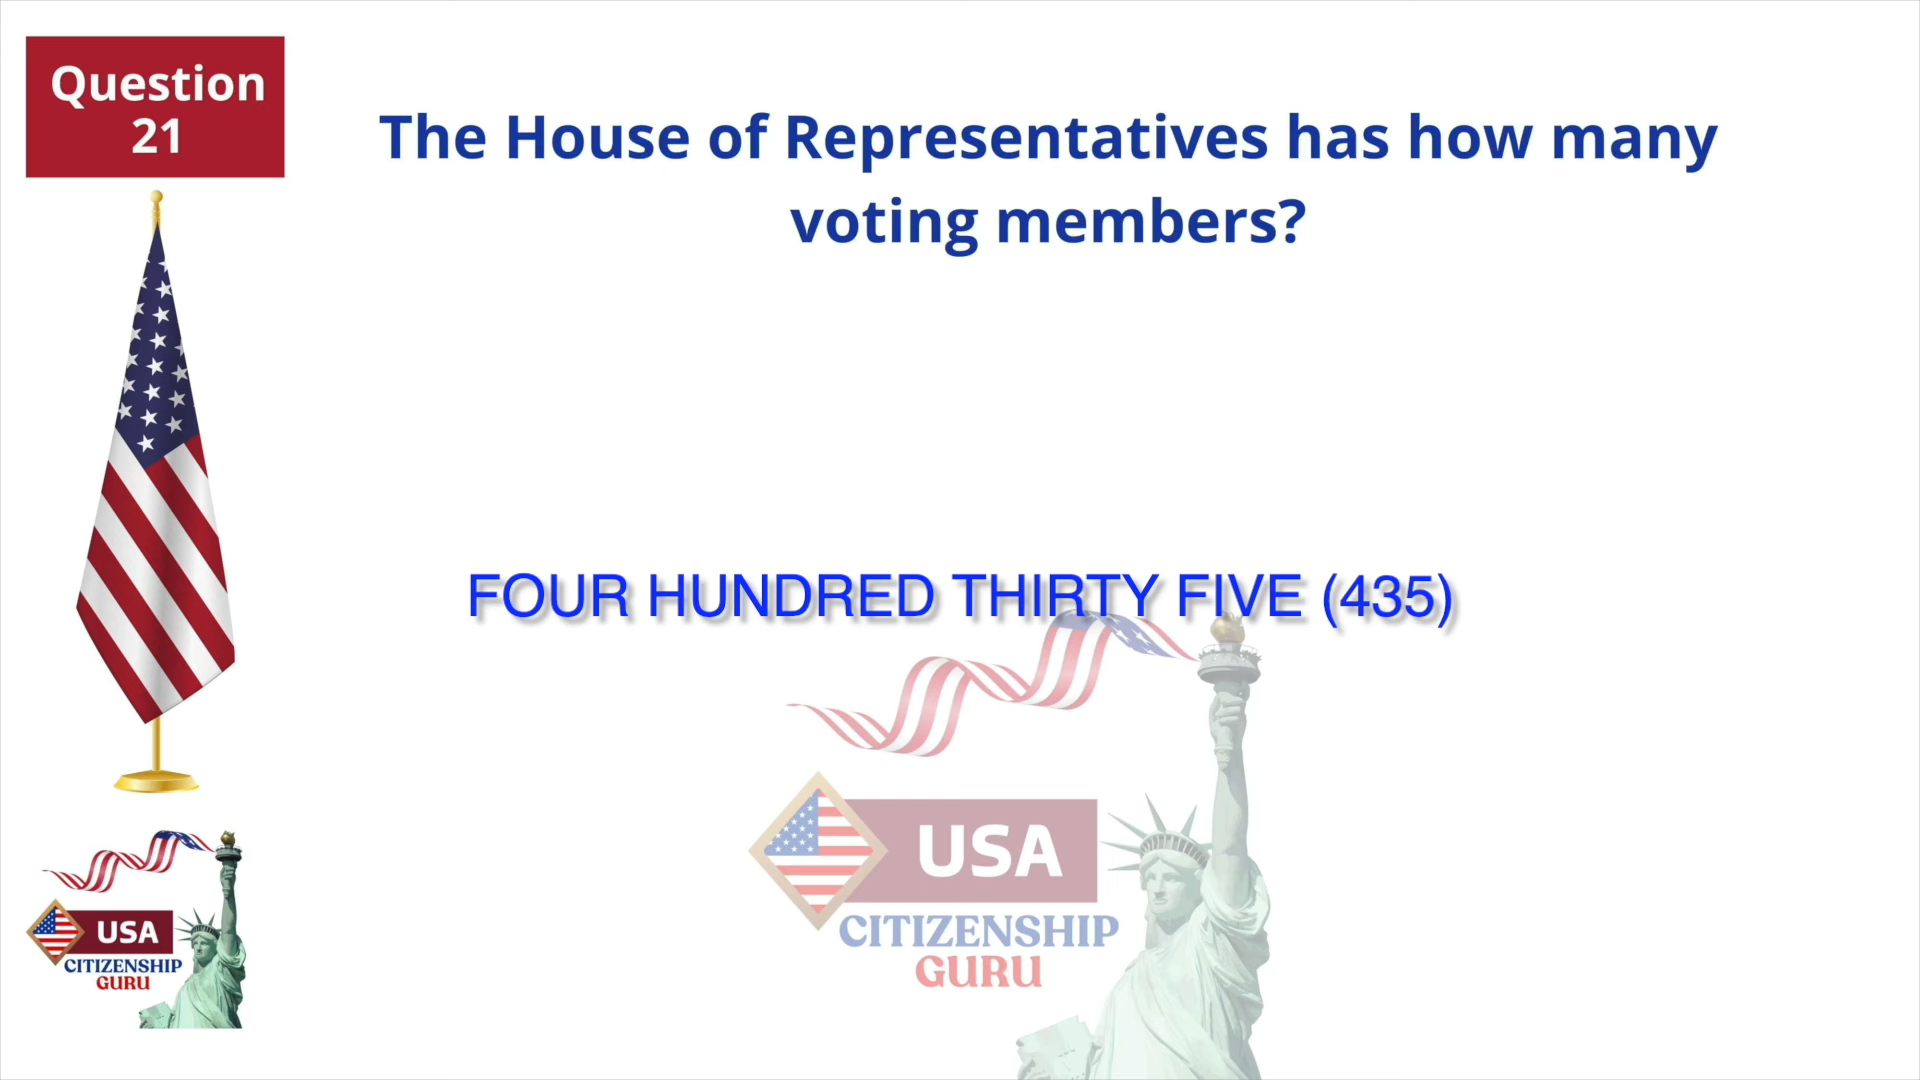 Question
21
The House of Representatives has how many
voting members?
FOUR HUNDRED THIRTY FIVE (435)
USA
CITIZENSHIP
GURU
USA
CITIZENSHIP
GURU